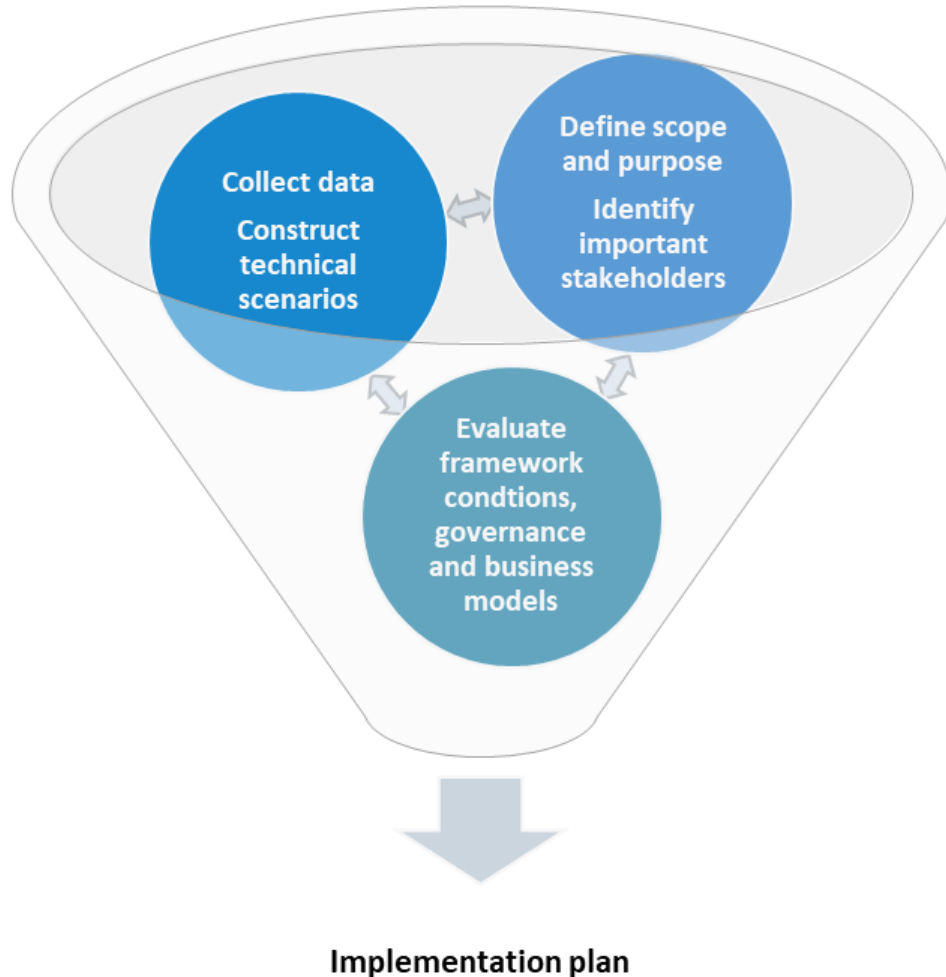 Collect data
Construct
technical
scenarios
Define scope
and purpose
Identify
important
stakeholders
Evaluate
framework
condtions,
governance
and business
models
Implementation plan